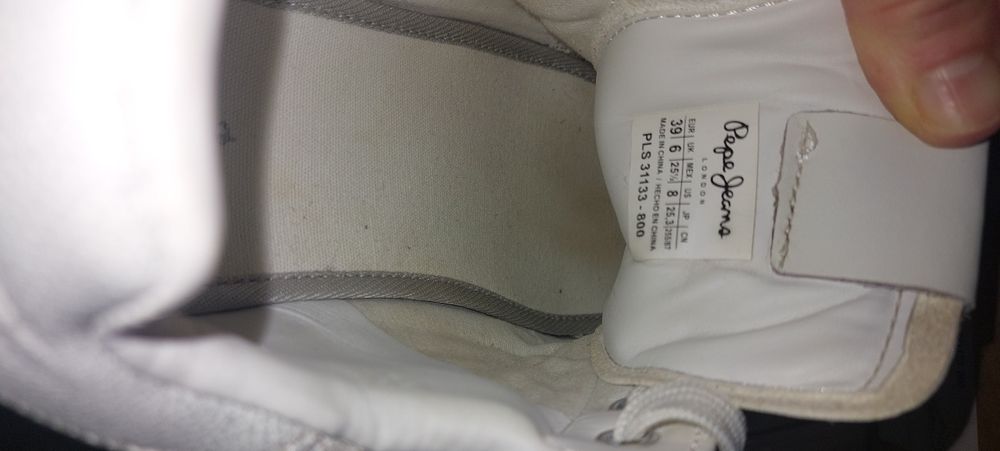 Pepe Jeans
LONDON
EUR | UK | MEX | US | JP | CN
39 | 6 | 25½ | 8 | 25,3 | 255/87
MADE IN CHINA / HECHO EN CHINA
PLS 31133 - 800